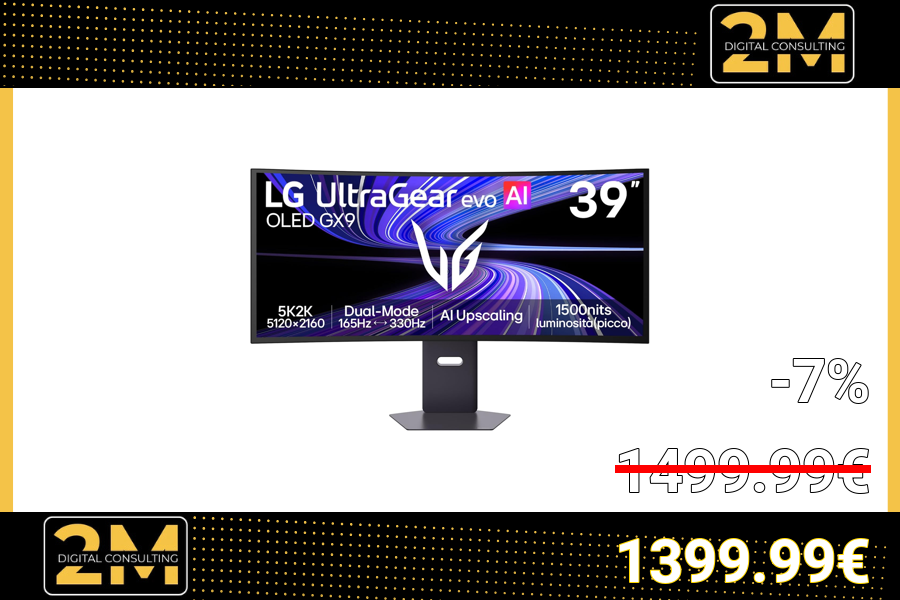 2M
DIGITAL CONSULTING
LG UltraGear evo AI
39"
OLED GX9
5K2K
5120×2160
Dual-Mode
165Hz↔330Hz
AI Upscaling
1500nits
luminosità(picco)
-7%
1499.99€
2M
DIGITAL CONSULTING
1399.99€